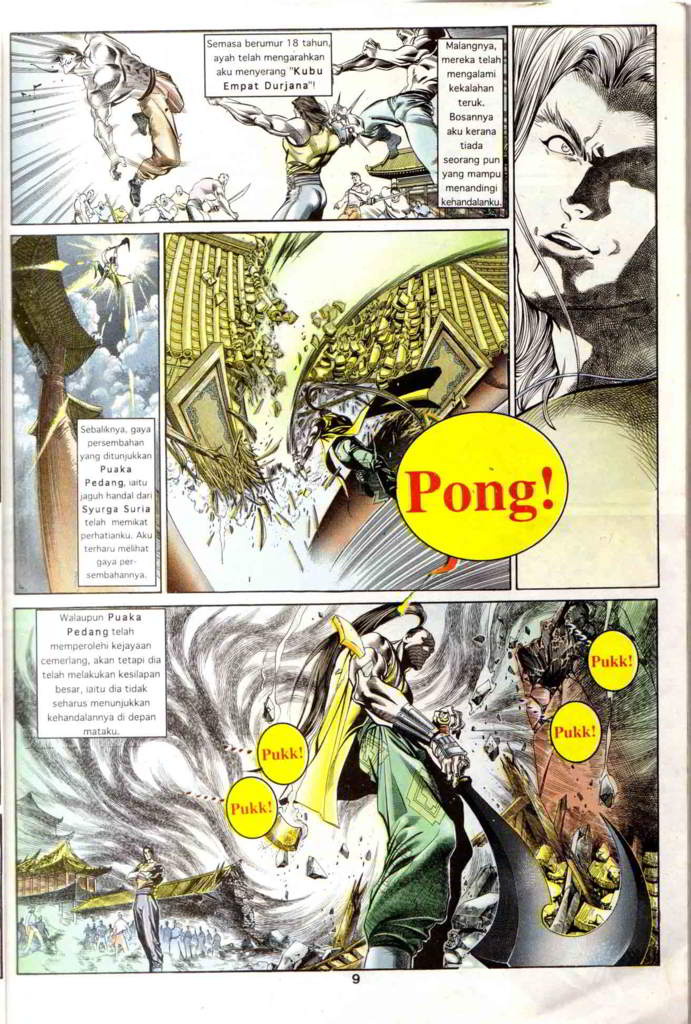 Semasa berumur 18 tahun,
ayah telah mengarahkan
aku menyerang "Kubu
Empat Durjana"!
Malangnya,
mereka telah
mengalami
kekalahan
teruk.
Bosannya
aku kerana
tiada
seorang pun
yang mampu
menandingi
kehandalanku.
Sebaliknya, gaya
persembahan
yang ditunjukkan
Puaka
Pedang, iaitu
jaguh handal dari
Syurga Suria
telah memikat
perhatianku. Aku
terharu melihat
gaya per-
sembahannya.
Pong!
Walaupun Puaka
Pedang telah
memperolehi kejayaan
cemerlang, akan tetapi dia
telah melakukan kesilapan
besar, iaitu dia tidak
seharus menunjukkan
kehandalannya di depan
mataku.
Pukk!
Pukk!
Pukk!
Pukk!
9